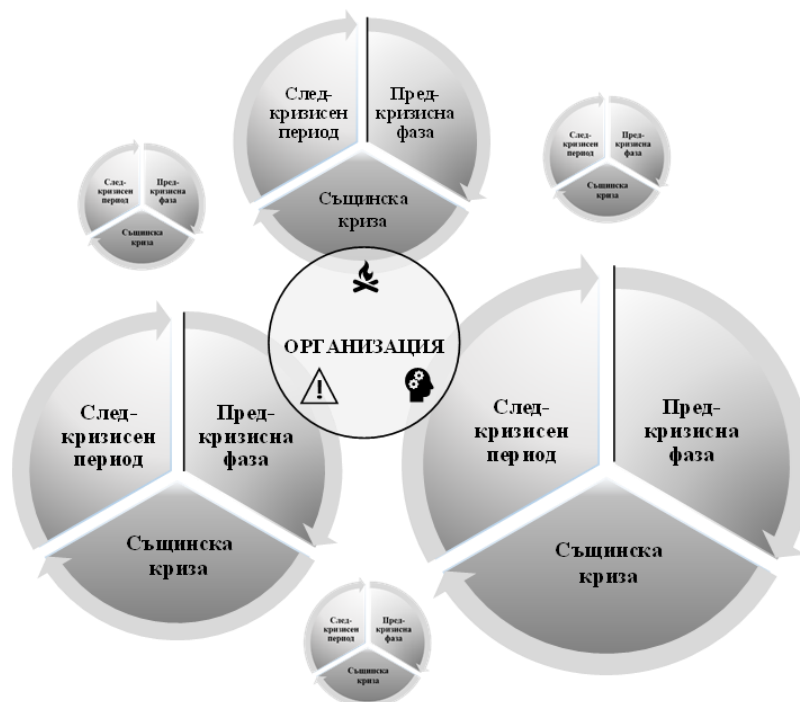 След-
кризисен
период
Пред-
кризисна
фаза
Същинска
криза
След-
кризисен
период
Пред-
кризисна
фаза
Същинска
криза
След-
кризисен
период
Пред-
кризисна
фаза
Същинска
криза
ОРГАНИЗАЦИЯ
След-
кризисен
период
Пред-
кризисна
фаза
Същинска
криза
След-
кризисен
период
Пред-
кризисна
фаза
Същинска
криза
След-
кризисен
период
Пред-
кризисна
фаза
Същинска
криза